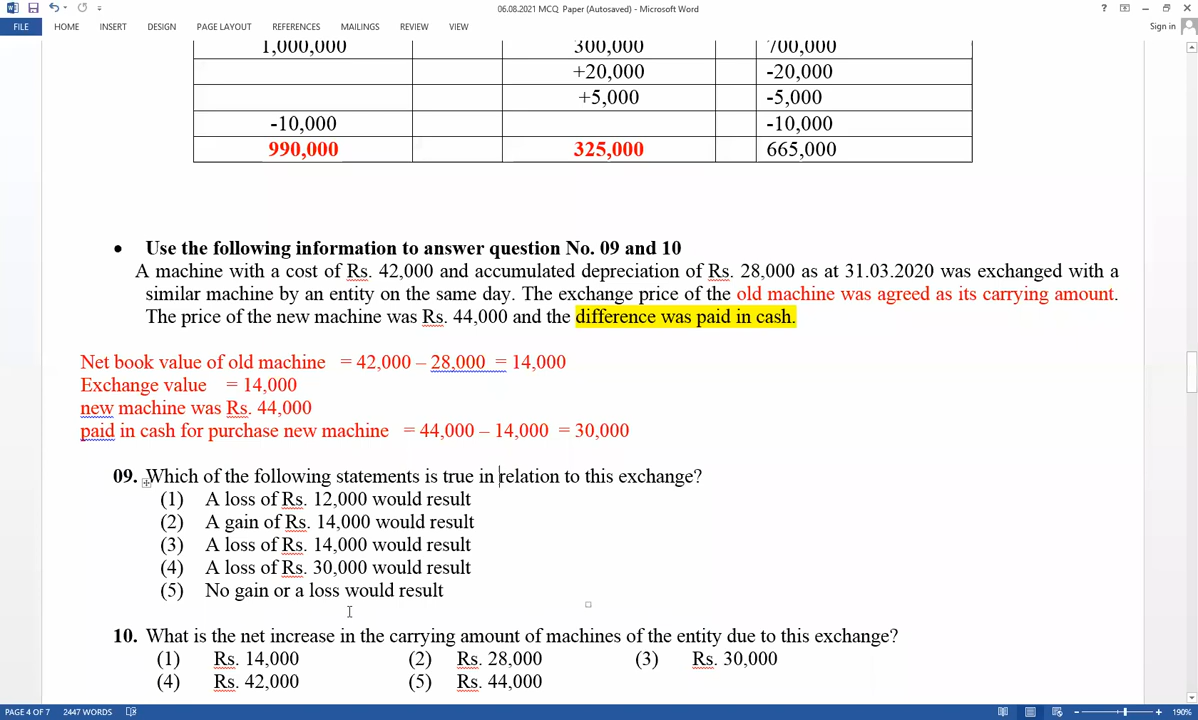 06.08.2021 MCQ Paper (Autosaved) - Microsoft Word
FILE HOME INSERT DESIGN PAGE LAYOUT REFERENCES MAILINGS REVIEW VIEW Sign in
1,000,000 300,000 700,000
+20,000 -20,000
+5,000 -5,000
-10,000 -10,000
990,000 325,000 665,000
• Use the following information to answer question No. 09 and 10
A machine with a cost of Rs. 42,000 and accumulated depreciation of Rs. 28,000 as at 31.03.2020 was exchanged with a
similar machine by an entity on the same day. The exchange price of the old machine was agreed as its carrying amount.
The price of the new machine was Rs. 44,000 and the difference was paid in cash.
Net book value of old machine = 42,000 – 28,000 = 14,000
Exchange value = 14,000
new machine was Rs. 44,000
paid in cash for purchase new machine = 44,000 – 14,000 = 30,000
09. Which of the following statements is true in relation to this exchange?
(1) A loss of Rs. 12,000 would result
(2) A gain of Rs. 14,000 would result
(3) A loss of Rs. 14,000 would result
(4) A loss of Rs. 30,000 would result
(5) No gain or a loss would result
10. What is the net increase in the carrying amount of machines of the entity due to this exchange?
(1) Rs. 14,000 (2) Rs. 28,000 (3) Rs. 30,000
(4) Rs. 42,000 (5) Rs. 44,000
PAGE 4 OF 7 2447 WORDS 190%